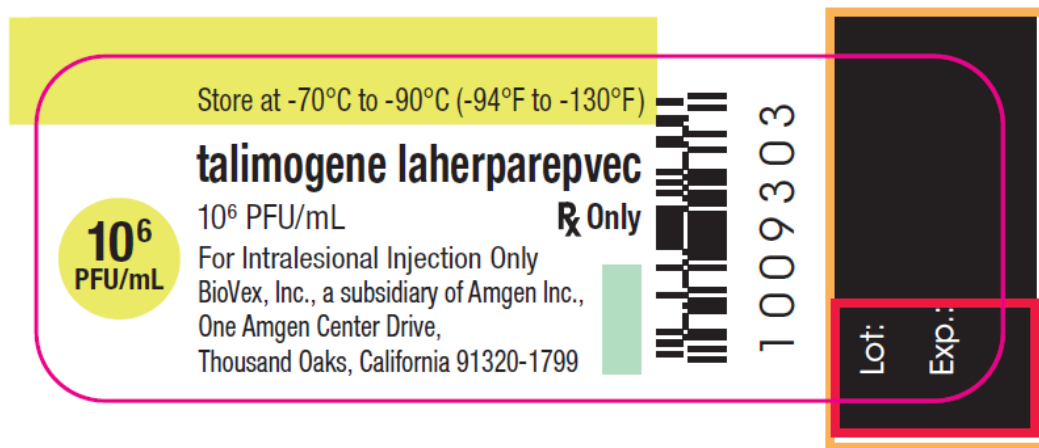 Store at -70°C to -90°C (-94°F to -130°F)
talimogene laherparepvec
10⁶ PFU/mL
℞ Only
10⁶
PFU/mL
For Intralesional Injection Only
BioVex, Inc., a subsidiary of Amgen Inc.,
One Amgen Center Drive,
Thousand Oaks, California 91320-1799
1009303
Lot:
Exp.: